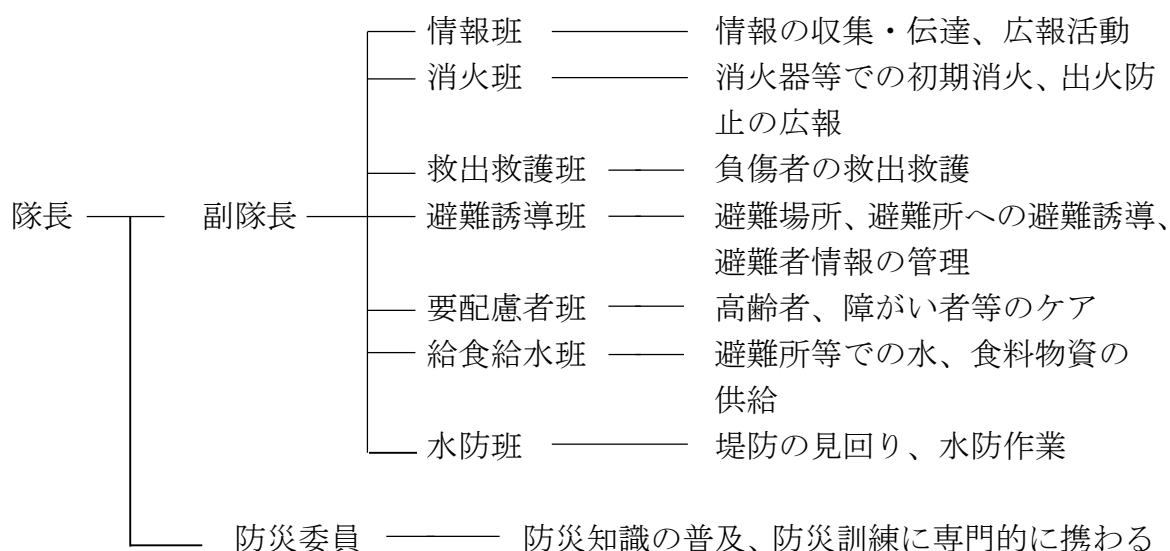 情報班 情報の収集・伝達、広報活動
消火班 消火器等での初期消火、出火防
止の広報
救出救護班 負傷者の救出救護
隊長 副隊長 避難誘導班 避難場所、避難所への避難誘導、
避難者情報の管理
要配慮者班 高齢者、障がい者等のケア
給食給水班 避難所等での水、食料物資の
供給
水防班 堤防の見回り、水防作業
防災委員 防災知識の普及、防災訓練に専門的に携わる